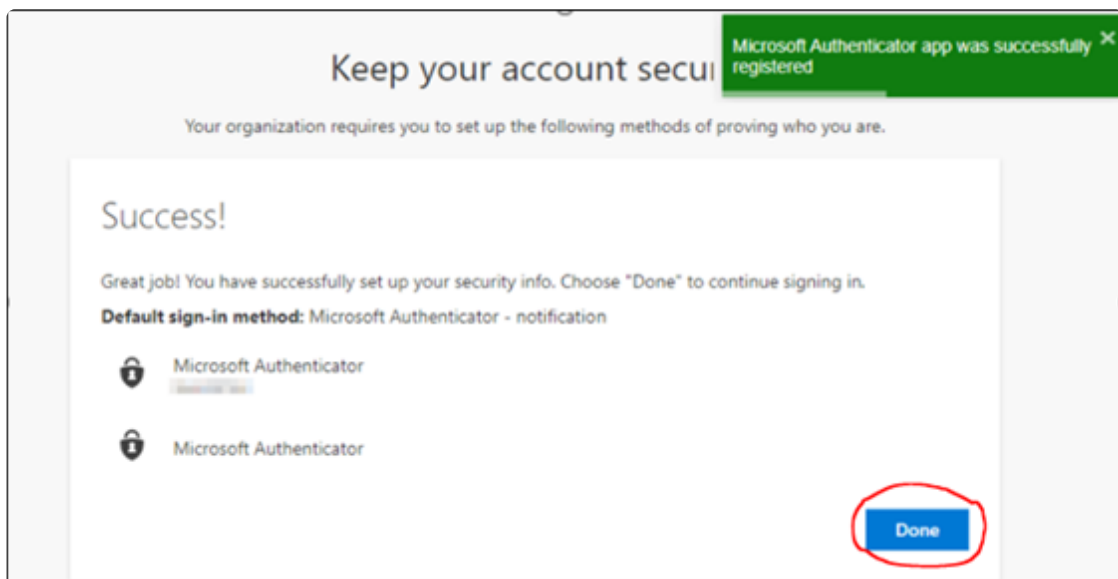 Keep your account secu
Microsoft Authenticator app was successfully
registered
Your organization requires you to set up the following methods of proving who you are.
Success!
Great job! You have successfully set up your security info. Choose "Done" to continue signing in.
Default sign-in method: Microsoft Authenticator - notification
Microsoft Authenticator
Microsoft Authenticator
Done